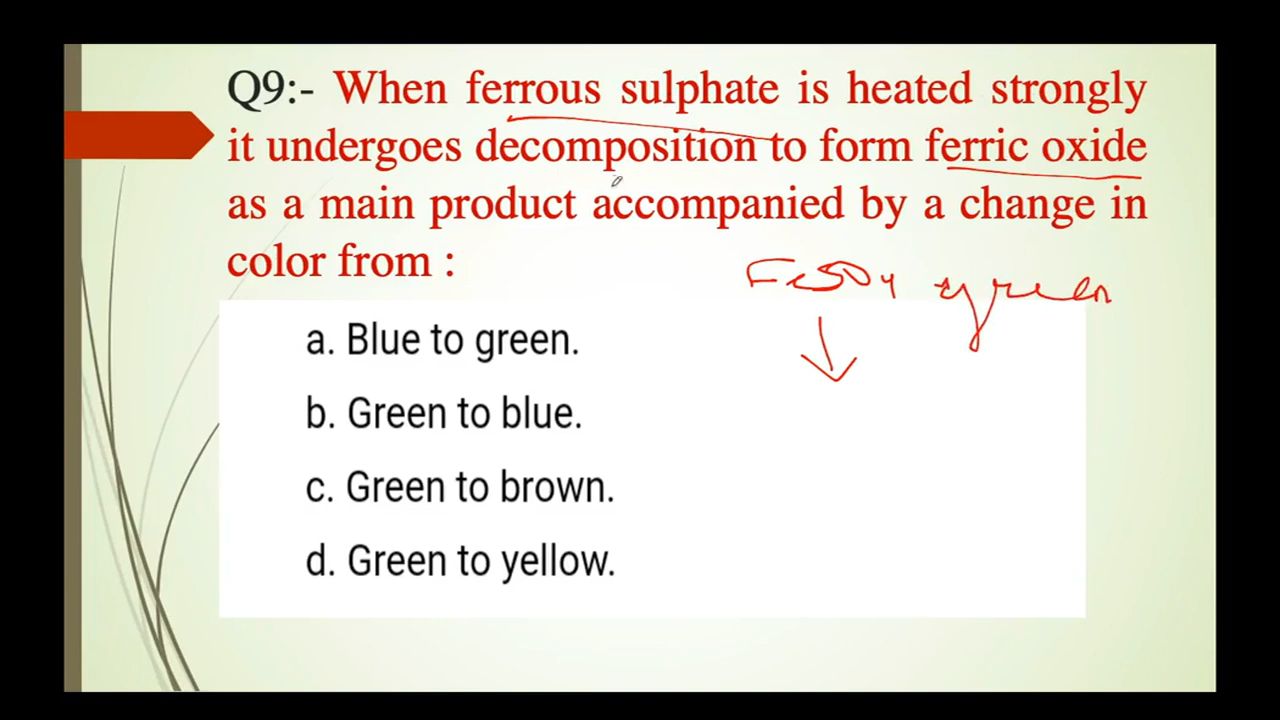 Q9:- When ferrous sulphate is heated strongly
it undergoes decomposition to form ferric oxide
as a main product accompanied by a change in
color from :
FeSO4 green
a. Blue to green.
b. Green to blue.
c. Green to brown.
d. Green to yellow.